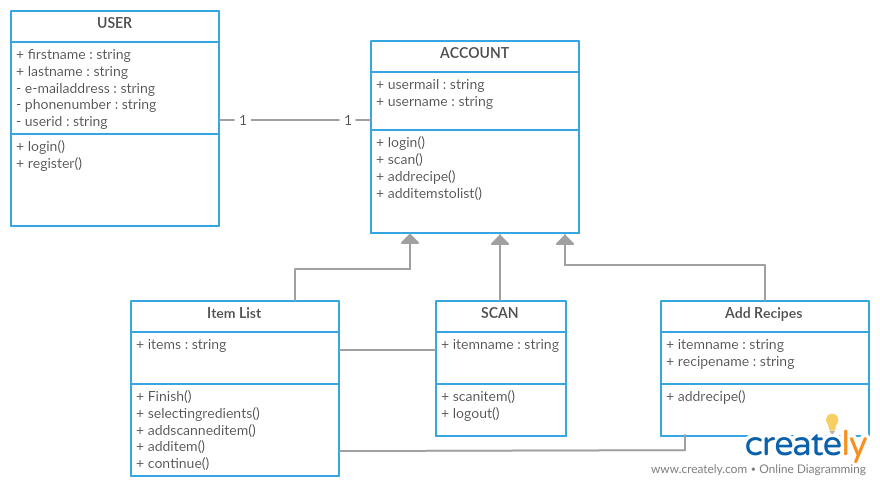 USER
+ firstname : string
+ lastname : string
- e-mailaddress : string
- phonenumber : string
- userid : string
+ login()
+ register()
1
1
ACCOUNT
+ usermail : string
+ username : string
+ login()
+ scan()
+ addrecipe()
+ additemstolist()
Item List
+ items : string
+ Finish()
+ selectingredients()
+ addscanneditem()
+ additem()
+ continue()
SCAN
+ itemname : string
+ scanitem()
+ logout()
Add Recipes
+ itemname : string
+ recipename : string
+ addrecipe()
creately
www.creately.com • Online Diagramming